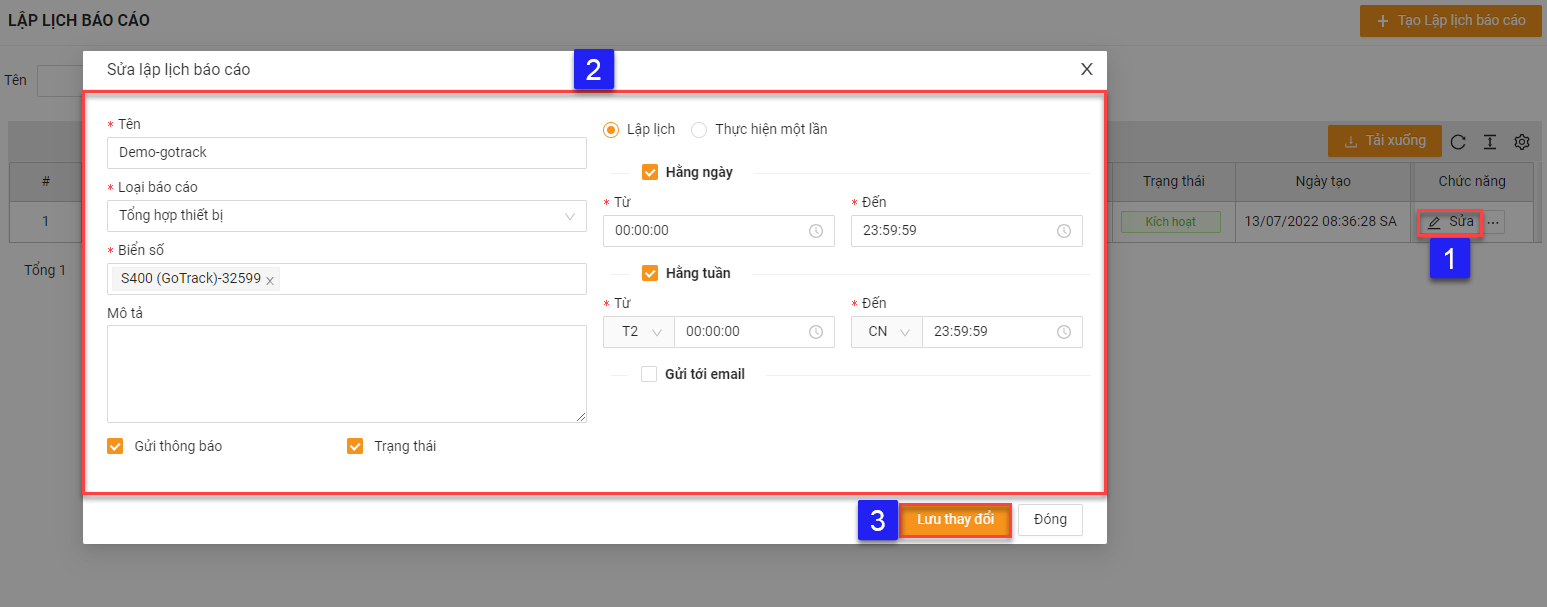 LẬP LỊCH BÁO CÁO
+ Tạo Lập lịch báo cáo
Tên
Sửa lập lịch báo cáo
2
X
* Tên
Demo-gotrack
* Loại báo cáo
Tổng hợp thiết bị
* Biển số
S400 (GoTrack)-32599 x
Mô tả
Gửi thông báo
Trạng thái
Lập lịch
Thực hiện một lần
Hằng ngày
* Từ
* Đến
00:00:00
23:59:59
Hằng tuần
* Từ
* Đến
T2
00:00:00
CN
23:59:59
Gửi tới email
3
Lưu thay đổi
Đóng
Tải xuống
#
Trạng thái
Ngày tạo
Chức năng
1
Kích hoạt
13/07/2022 08:36:28 SA
Sửa
...
1
Tổng 1